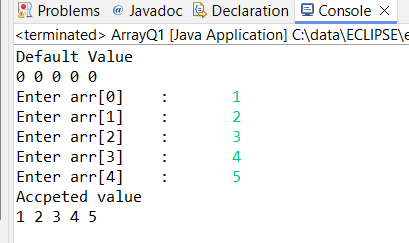 Problems @ Javadoc Declaration Console
<terminated> ArrayQ1 [Java Application] C:\data\ECLIPSE\e
Default Value
0 0 0 0 0
Enter arr[0] : 1
Enter arr[1] : 2
Enter arr[2] : 3
Enter arr[3] : 4
Enter arr[4] : 5
Accpeted value
1 2 3 4 5